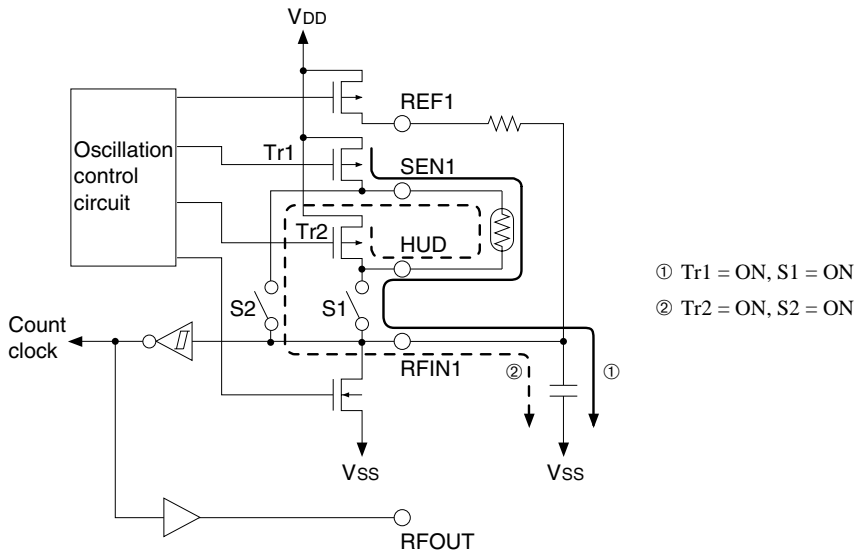 VDD
REF1
Oscillation
control
circuit
Tr1
SEN1
Tr2
HUD
① Tr1 = ON, S1 = ON
② Tr2 = ON, S2 = ON
S2
S1
Count
clock
RFIN1
②
①
VSS
VSS
RFOUT